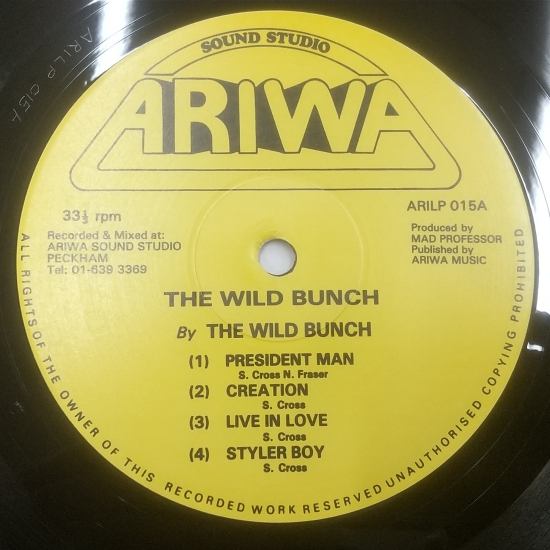 ARILP 015A
SOUND STUDIO
ARIWA
33⅓ rpm
ARILP 015A
Recorded & Mixed at:
ARIWA SOUND STUDIO
PECKHAM
Tel: 01-639 3369
Produced by
MAD PROFESSOR
Published by
ARIWA MUSIC
THE WILD BUNCH
By THE WILD BUNCH
(1) PRESIDENT MAN
S. Cross N. Fraser
(2) CREATION
S. Cross
(3) LIVE IN LOVE
S. Cross
(4) STYLER BOY
S. Cross
ALL RIGHTS OF THE OWNER OF THIS RECORDED WORK RESERVED UNAUTHORISED COPYING PROHIBITED